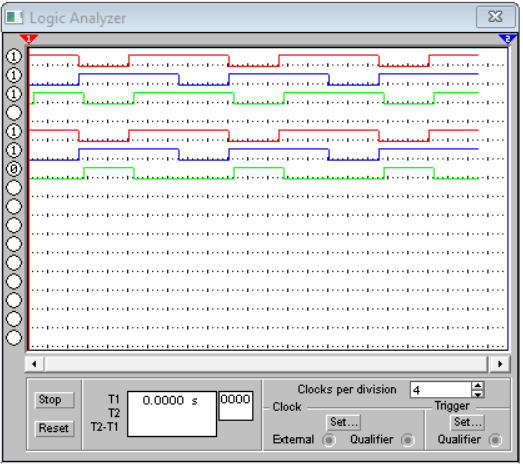 Logic Analyzer
1
2
1
1
1
1
1
0
Clocks per division 4
Stop
T1
0.0000 s
0000
Clock
Trigger
T2
Set...
Set...
Reset
T2-T1
External
Qualifier
Qualifier